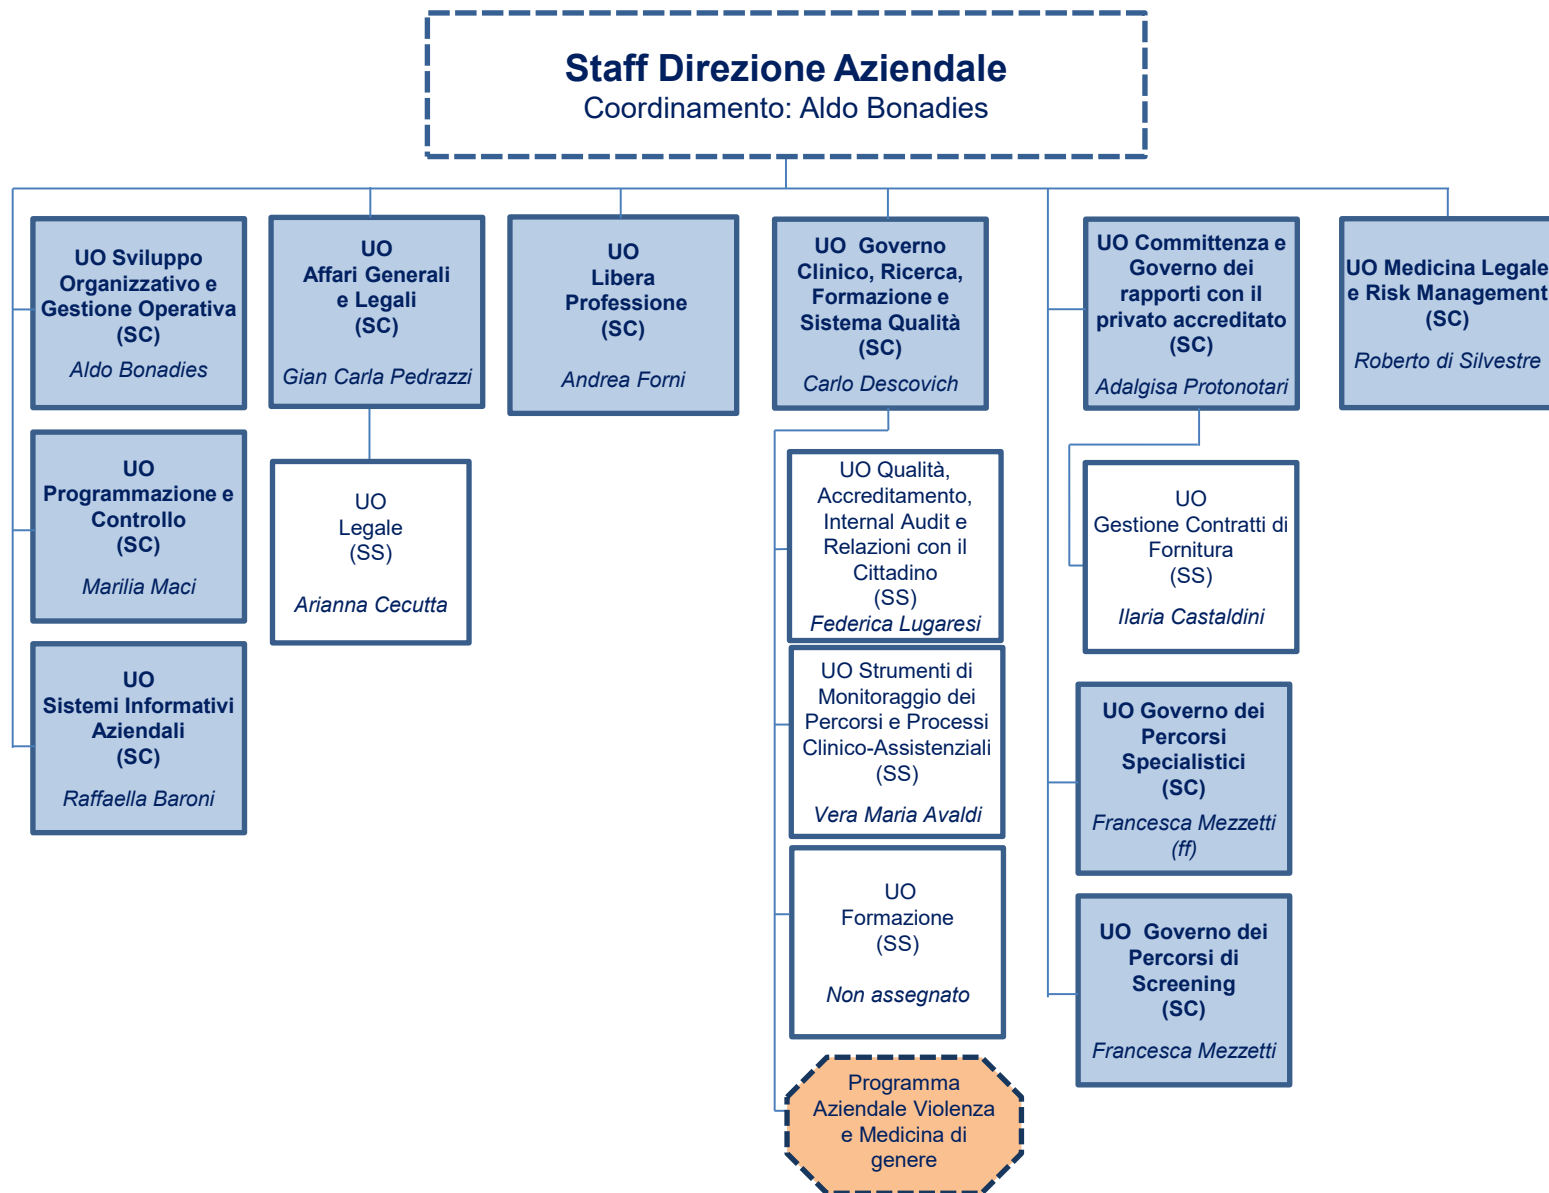 Staff Direzione Aziendale
Coordinamento: Aldo Bonadies
UO Sviluppo
Organizzativo e
Gestione Operativa
(SC)
Aldo Bonadies
UO
Affari Generali
e Legali
(SC)
Gian Carla Pedrazzi
UO
Libera
Professione
(SC)
Andrea Forni
UO Governo
Clinico, Ricerca,
Formazione e
Sistema Qualità
(SC)
Carlo Descovich
UO Committenza e
Governo dei
rapporti con il
privato accreditato
(SC)
Adalgisa Protonotari
UO Medicina Legale
e Risk Management
(SC)
Roberto di Silvestre
UO
Programmazione e
Controllo
(SC)
Marilia Maci
UO
Legale
(SS)
Arianna Cecutta
UO Qualità,
Accreditamento,
Internal Audit e
Relazioni con il
Cittadino
(SS)
Federica Lugaresi
UO
Gestione Contratti di
Fornitura
(SS)
Ilaria Castaldini
UO
Sistemi Informativi
Aziendali
(SC)
Raffaella Baroni
UO Strumenti di
Monitoraggio dei
Percorsi e Processi
Clinico-Assistenziali
(SS)
Vera Maria Avaldi
UO Governo dei
Percorsi
Specialistici
(SC)
Francesca Mezzetti
(ff)
UO
Formazione
(SS)
Non assegnato
UO Governo dei
Percorsi di
Screening
(SC)
Francesca Mezzetti
Programma
Aziendale Violenza
e Medicina di
genere